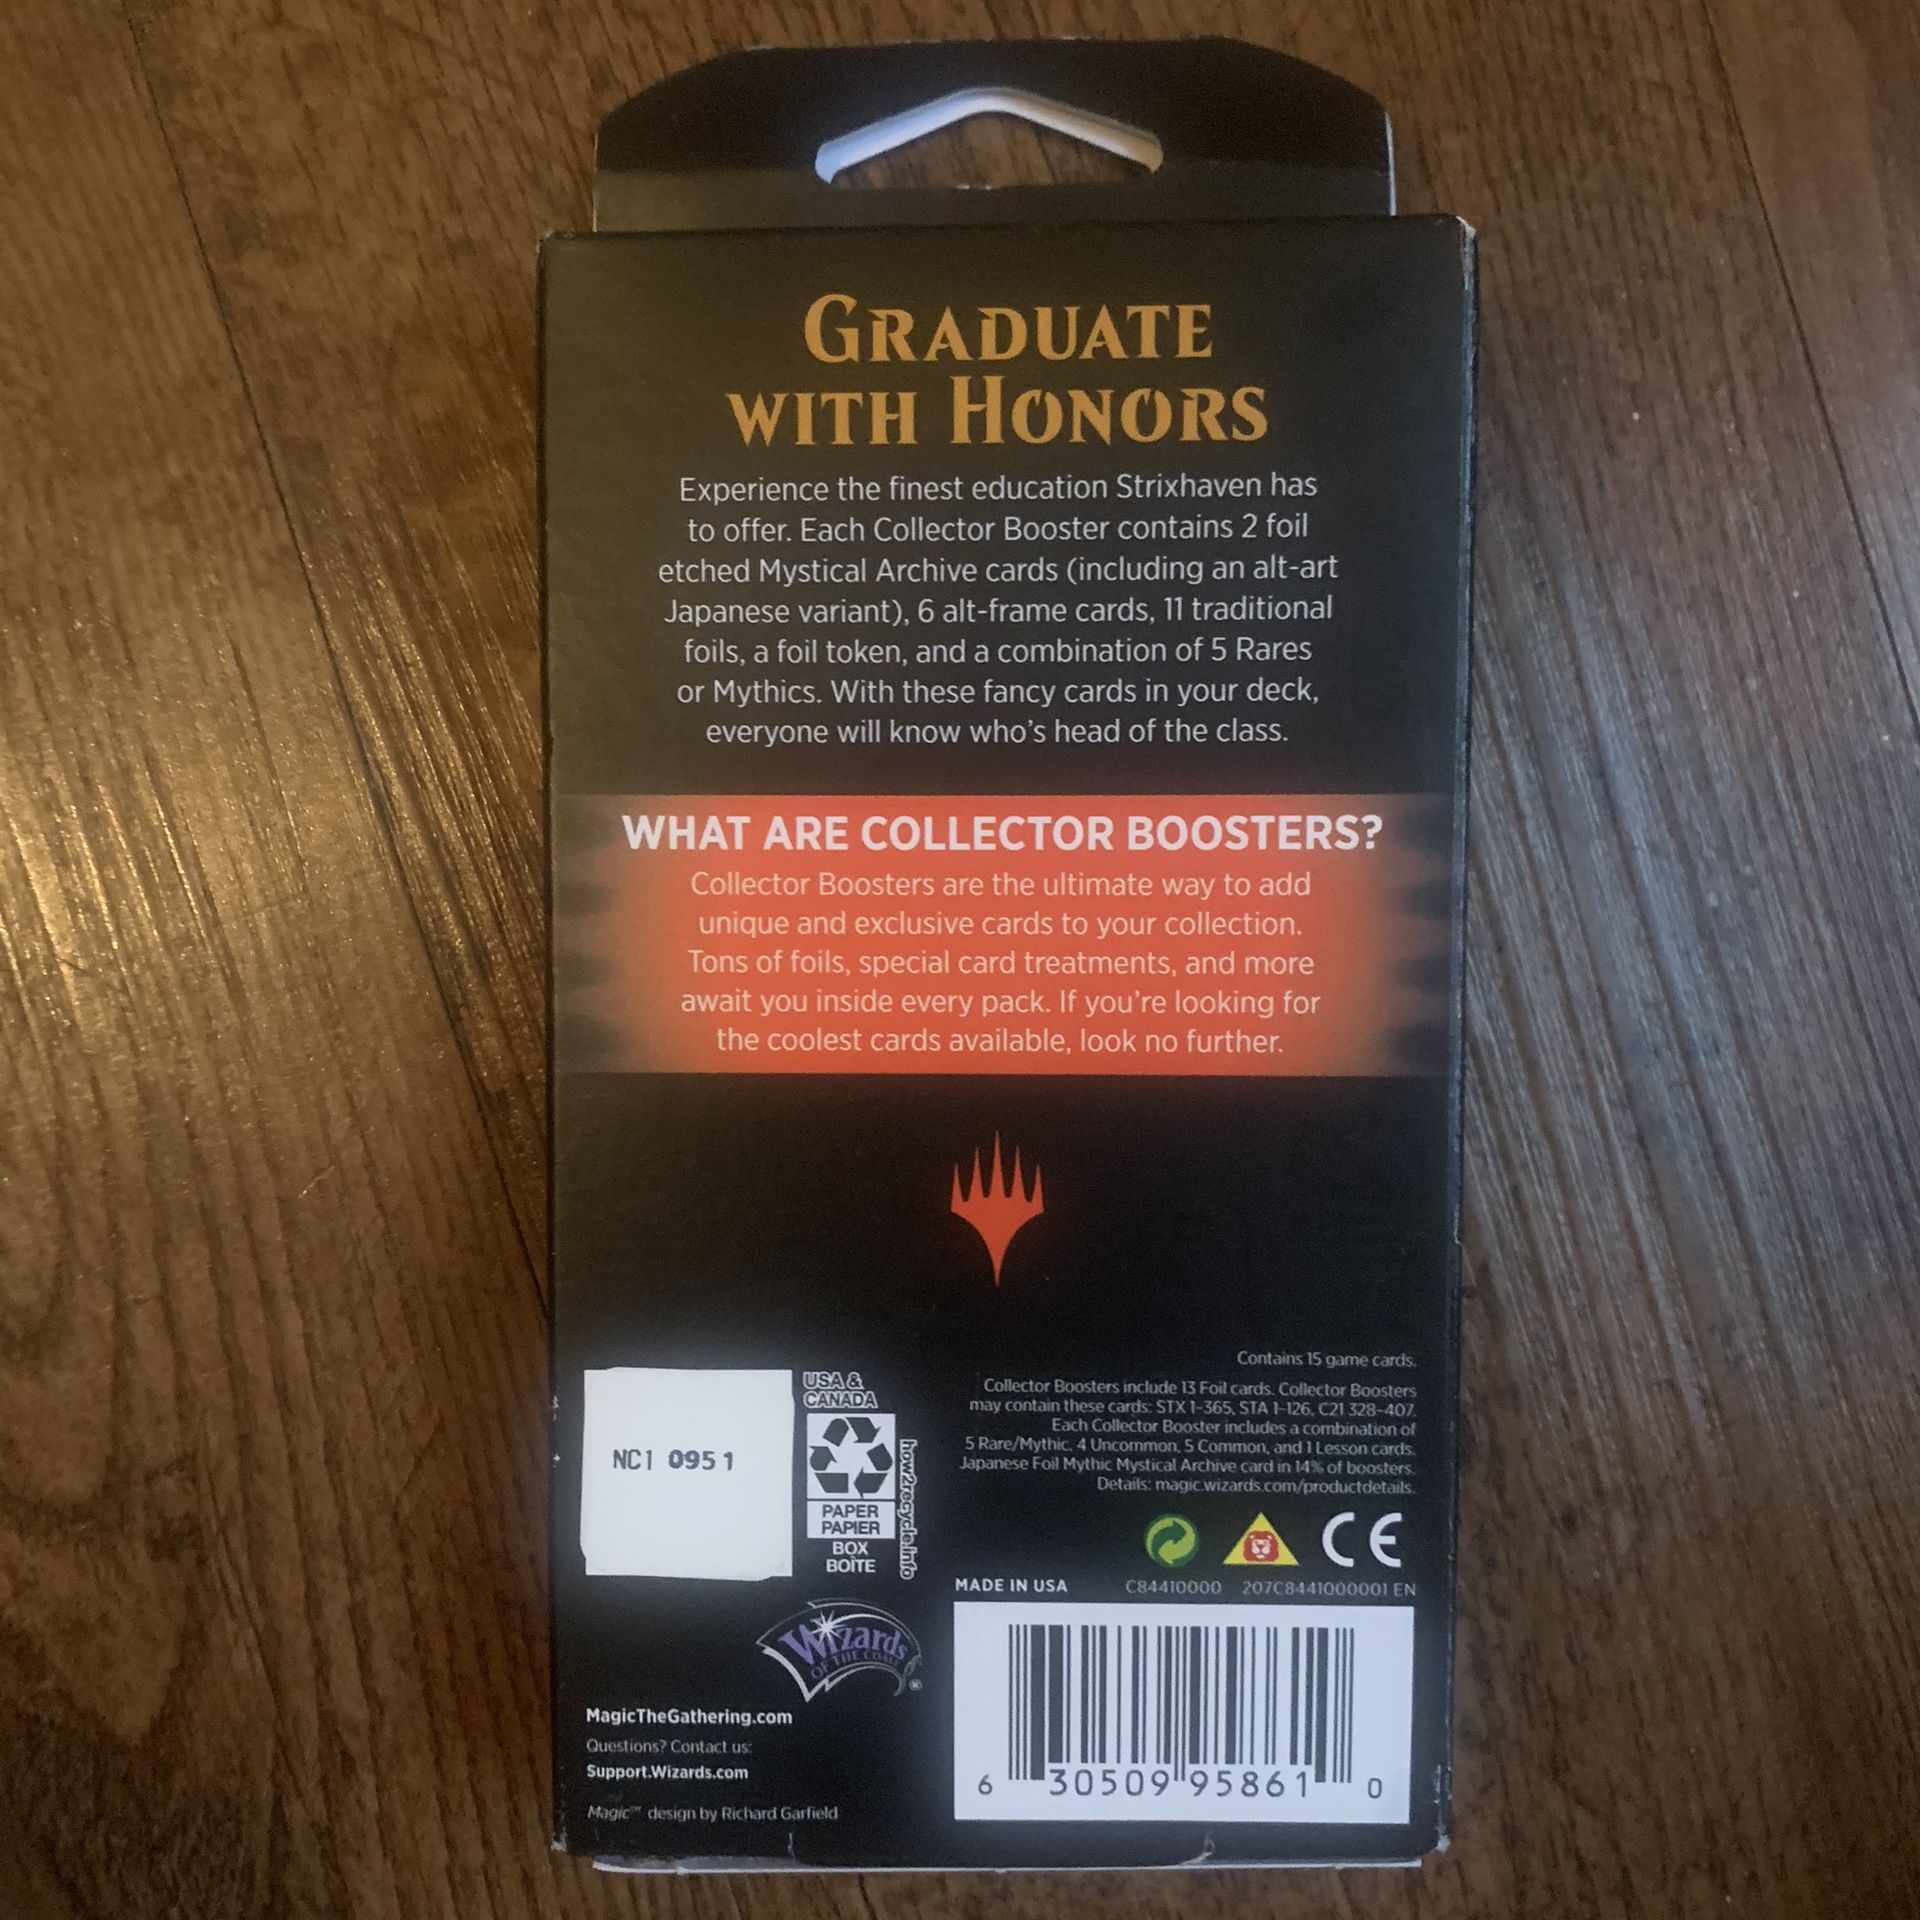 GRADUATE
WITH HONORS
Experience the finest education Strixhaven has
to offer. Each Collector Booster contains 2 foil
etched Mystical Archive cards (including an alt-art
Japanese variant), 6 alt-frame cards, 11 traditional
foils, a foil token, and a combination of 5 Rares
or Mythics. With these fancy cards in your deck,
everyone will know who's head of the class.
WHAT ARE COLLECTOR BOOSTERS?
Collector Boosters are the ultimate way to add
unique and exclusive cards to your collection.
Tons of foils, special card treatments, and more
await you inside every pack. If you're looking for
the coolest cards available, look no further.
Contains 15 game cards.
Collector Boosters include 13 Foil cards. Collector Boosters
may contain these cards: STX 1-365, STA 1-126, C21 328-407.
Each Collector Booster includes a combination of
5 Rare/Mythic, 4 Uncommon, 5 Common, and 1 Lesson cards.
Japanese Foil Mythic Mystical Archive card in 14% of boosters.
Details: magic.wizards.com/productdetails.
NC1 0951
USA &
CANADA
PAPER
PAPIER
BOX
BOÎTE
how2recycle.info
CE
MADE IN USA
C84410000 207C8441000001 EN
Wizards
OF THE COAST
®
MagicTheGathering.com
Questions? Contact us:
Support.Wizards.com
Magic™ design by Richard Garfield
6 30509 95861 0